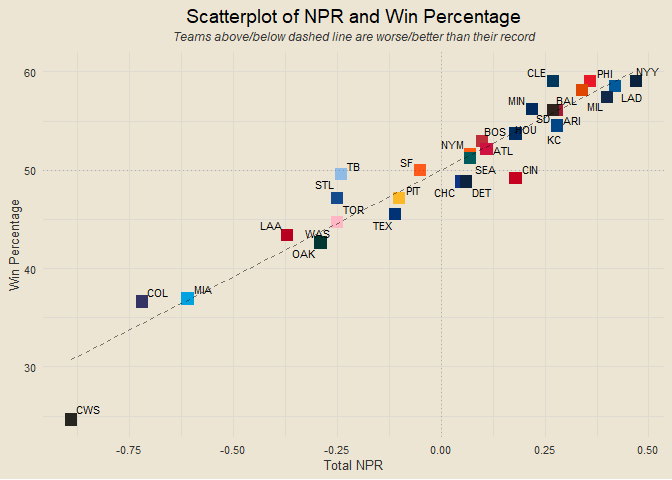 Scatterplot of NPR and Win Percentage
Teams above/below dashed line are worse/better than their record
60
50
40
30
Win Percentage
CLE
PHI
NYY
MIN
BAL
MIL
LAD
SD
ARI
BOS
HOU
KC
NYM
ATL
TB
SF
SEA
CIN
STL
PIT
CHC
DET
TOR
TEX
LAA
WAS
OAK
COL
MIA
CWS
-0.75
-0.50
-0.25
0.00
0.25
0.50
Total NPR